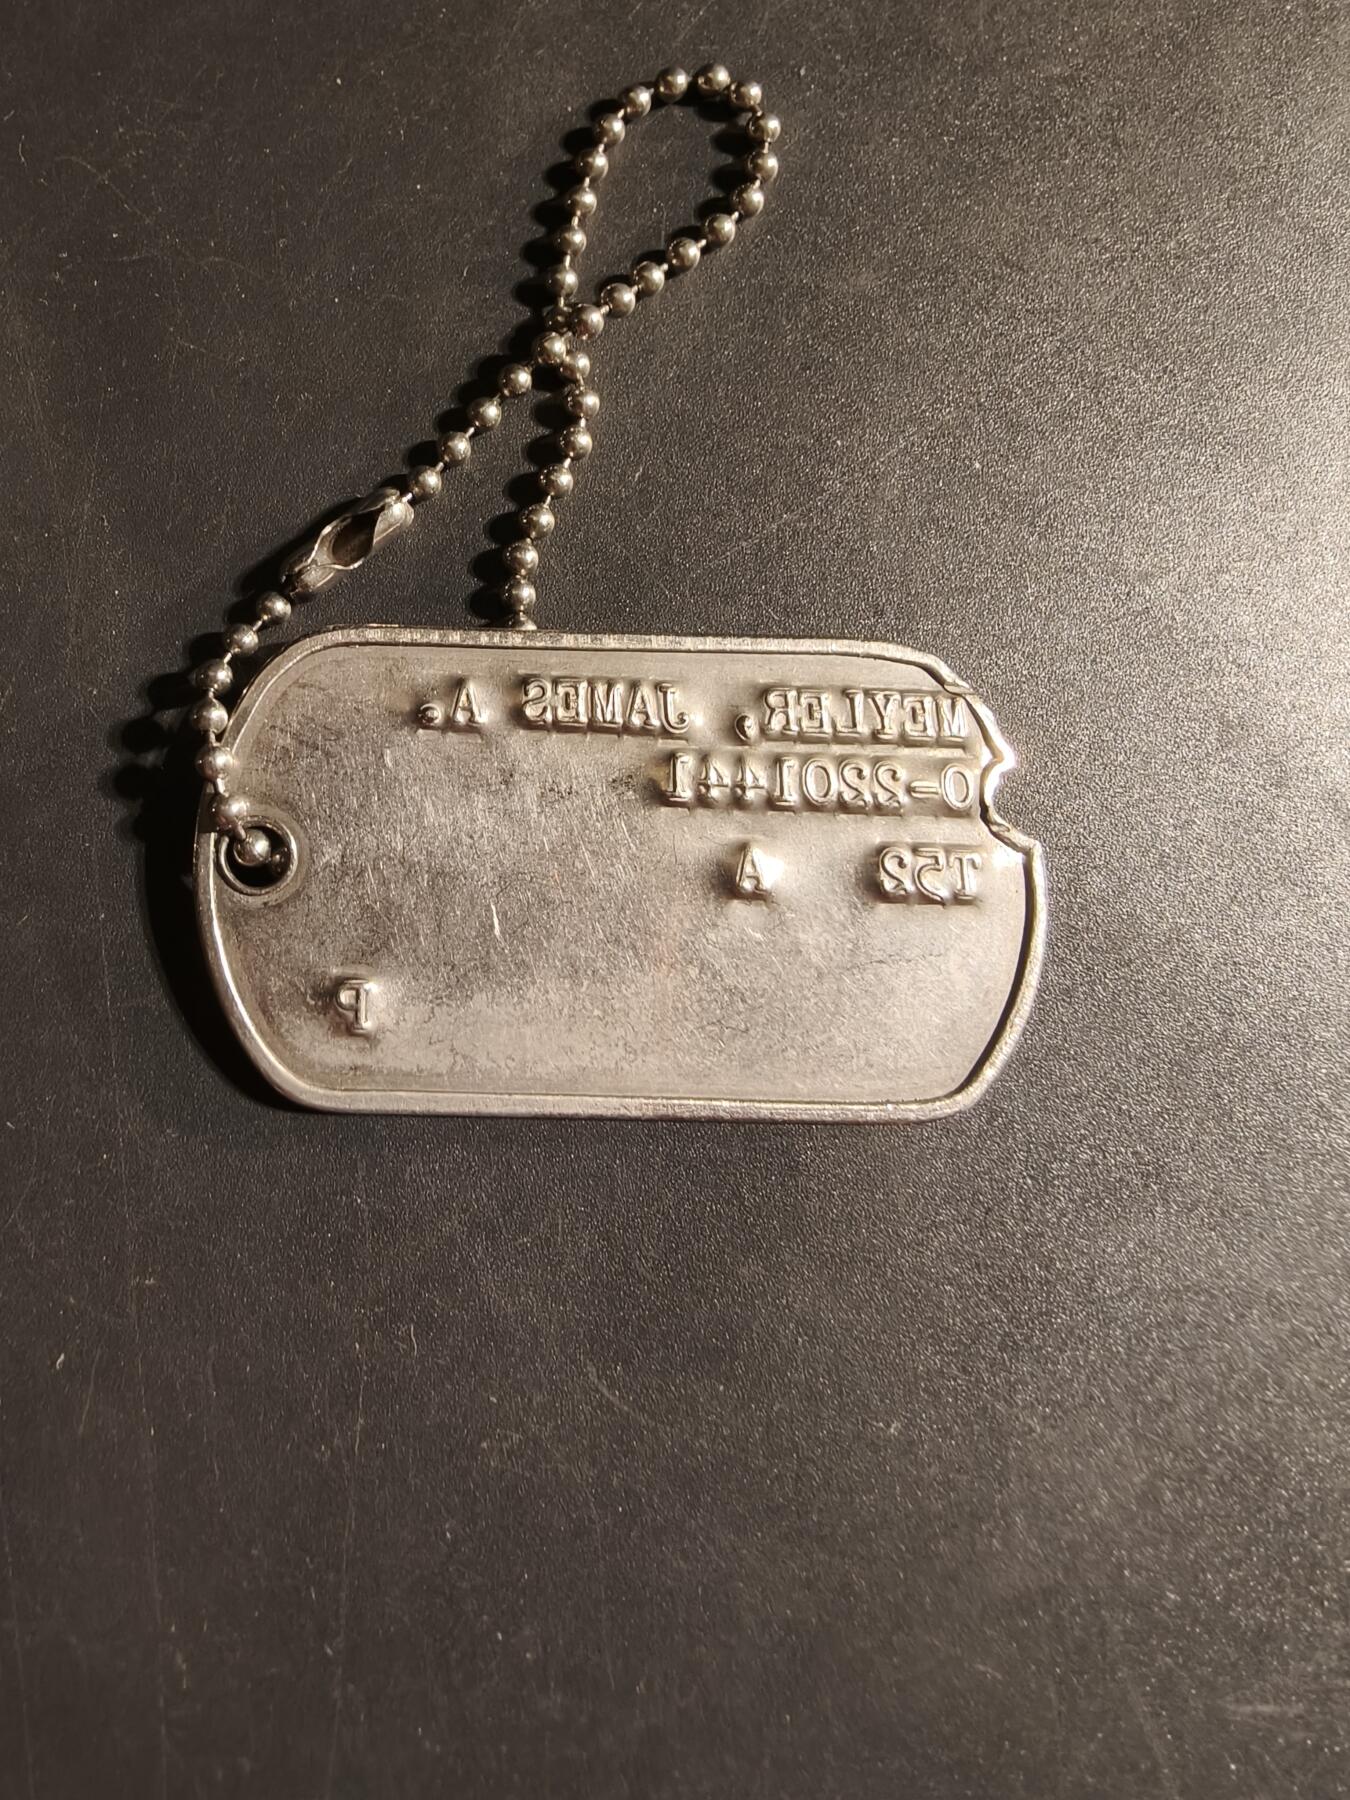 MEYLER, JAMES A.
O-2201441
T52 A
P